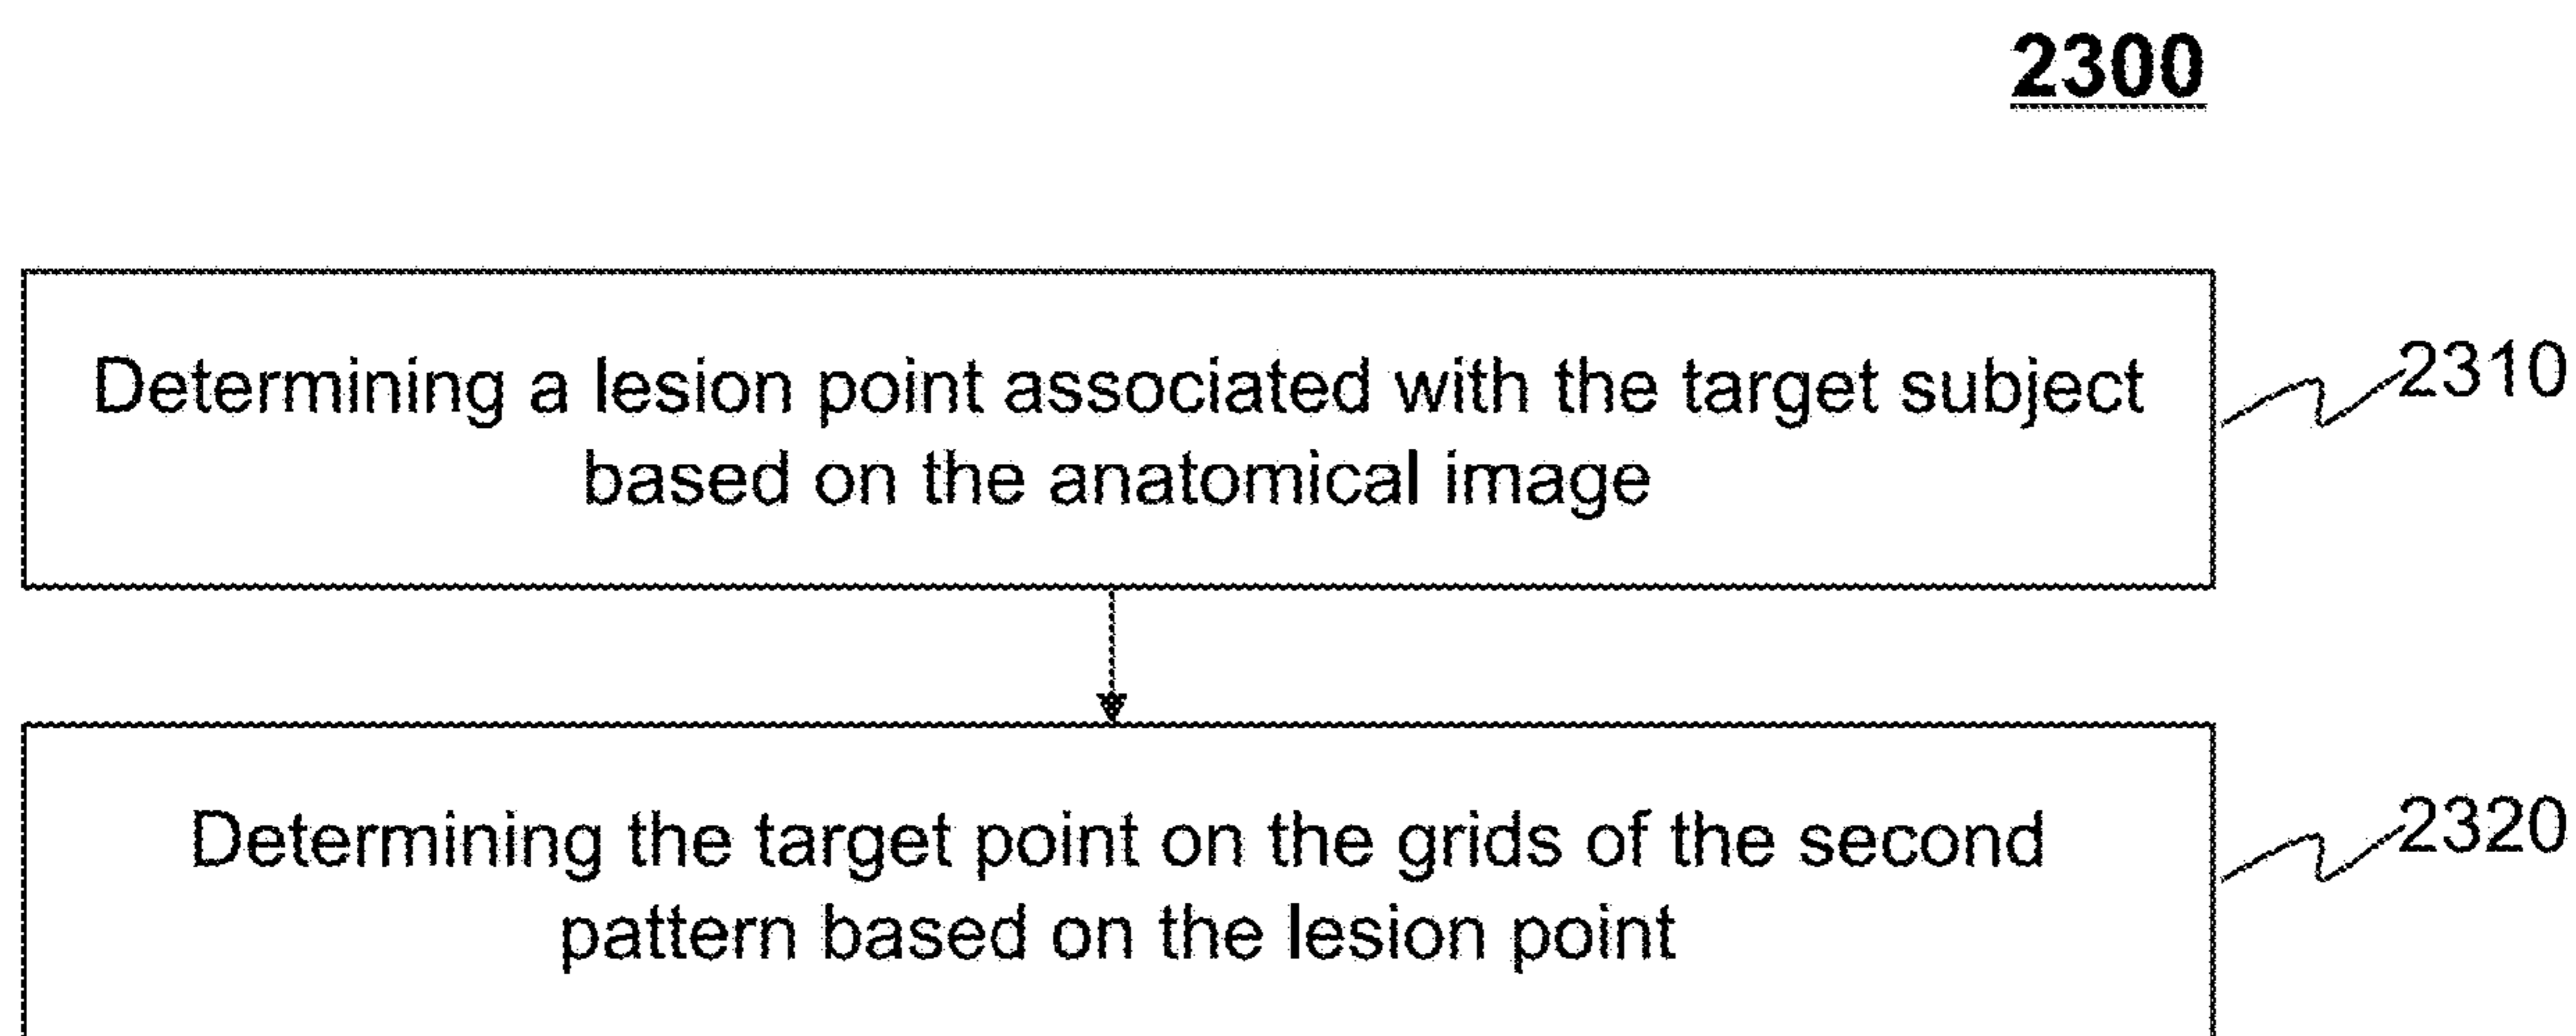 2300
Determining a lesion point associated with the target subject
based on the anatomical image
2310
Determining the target point on the grids of the second
pattern based on the lesion point
2320